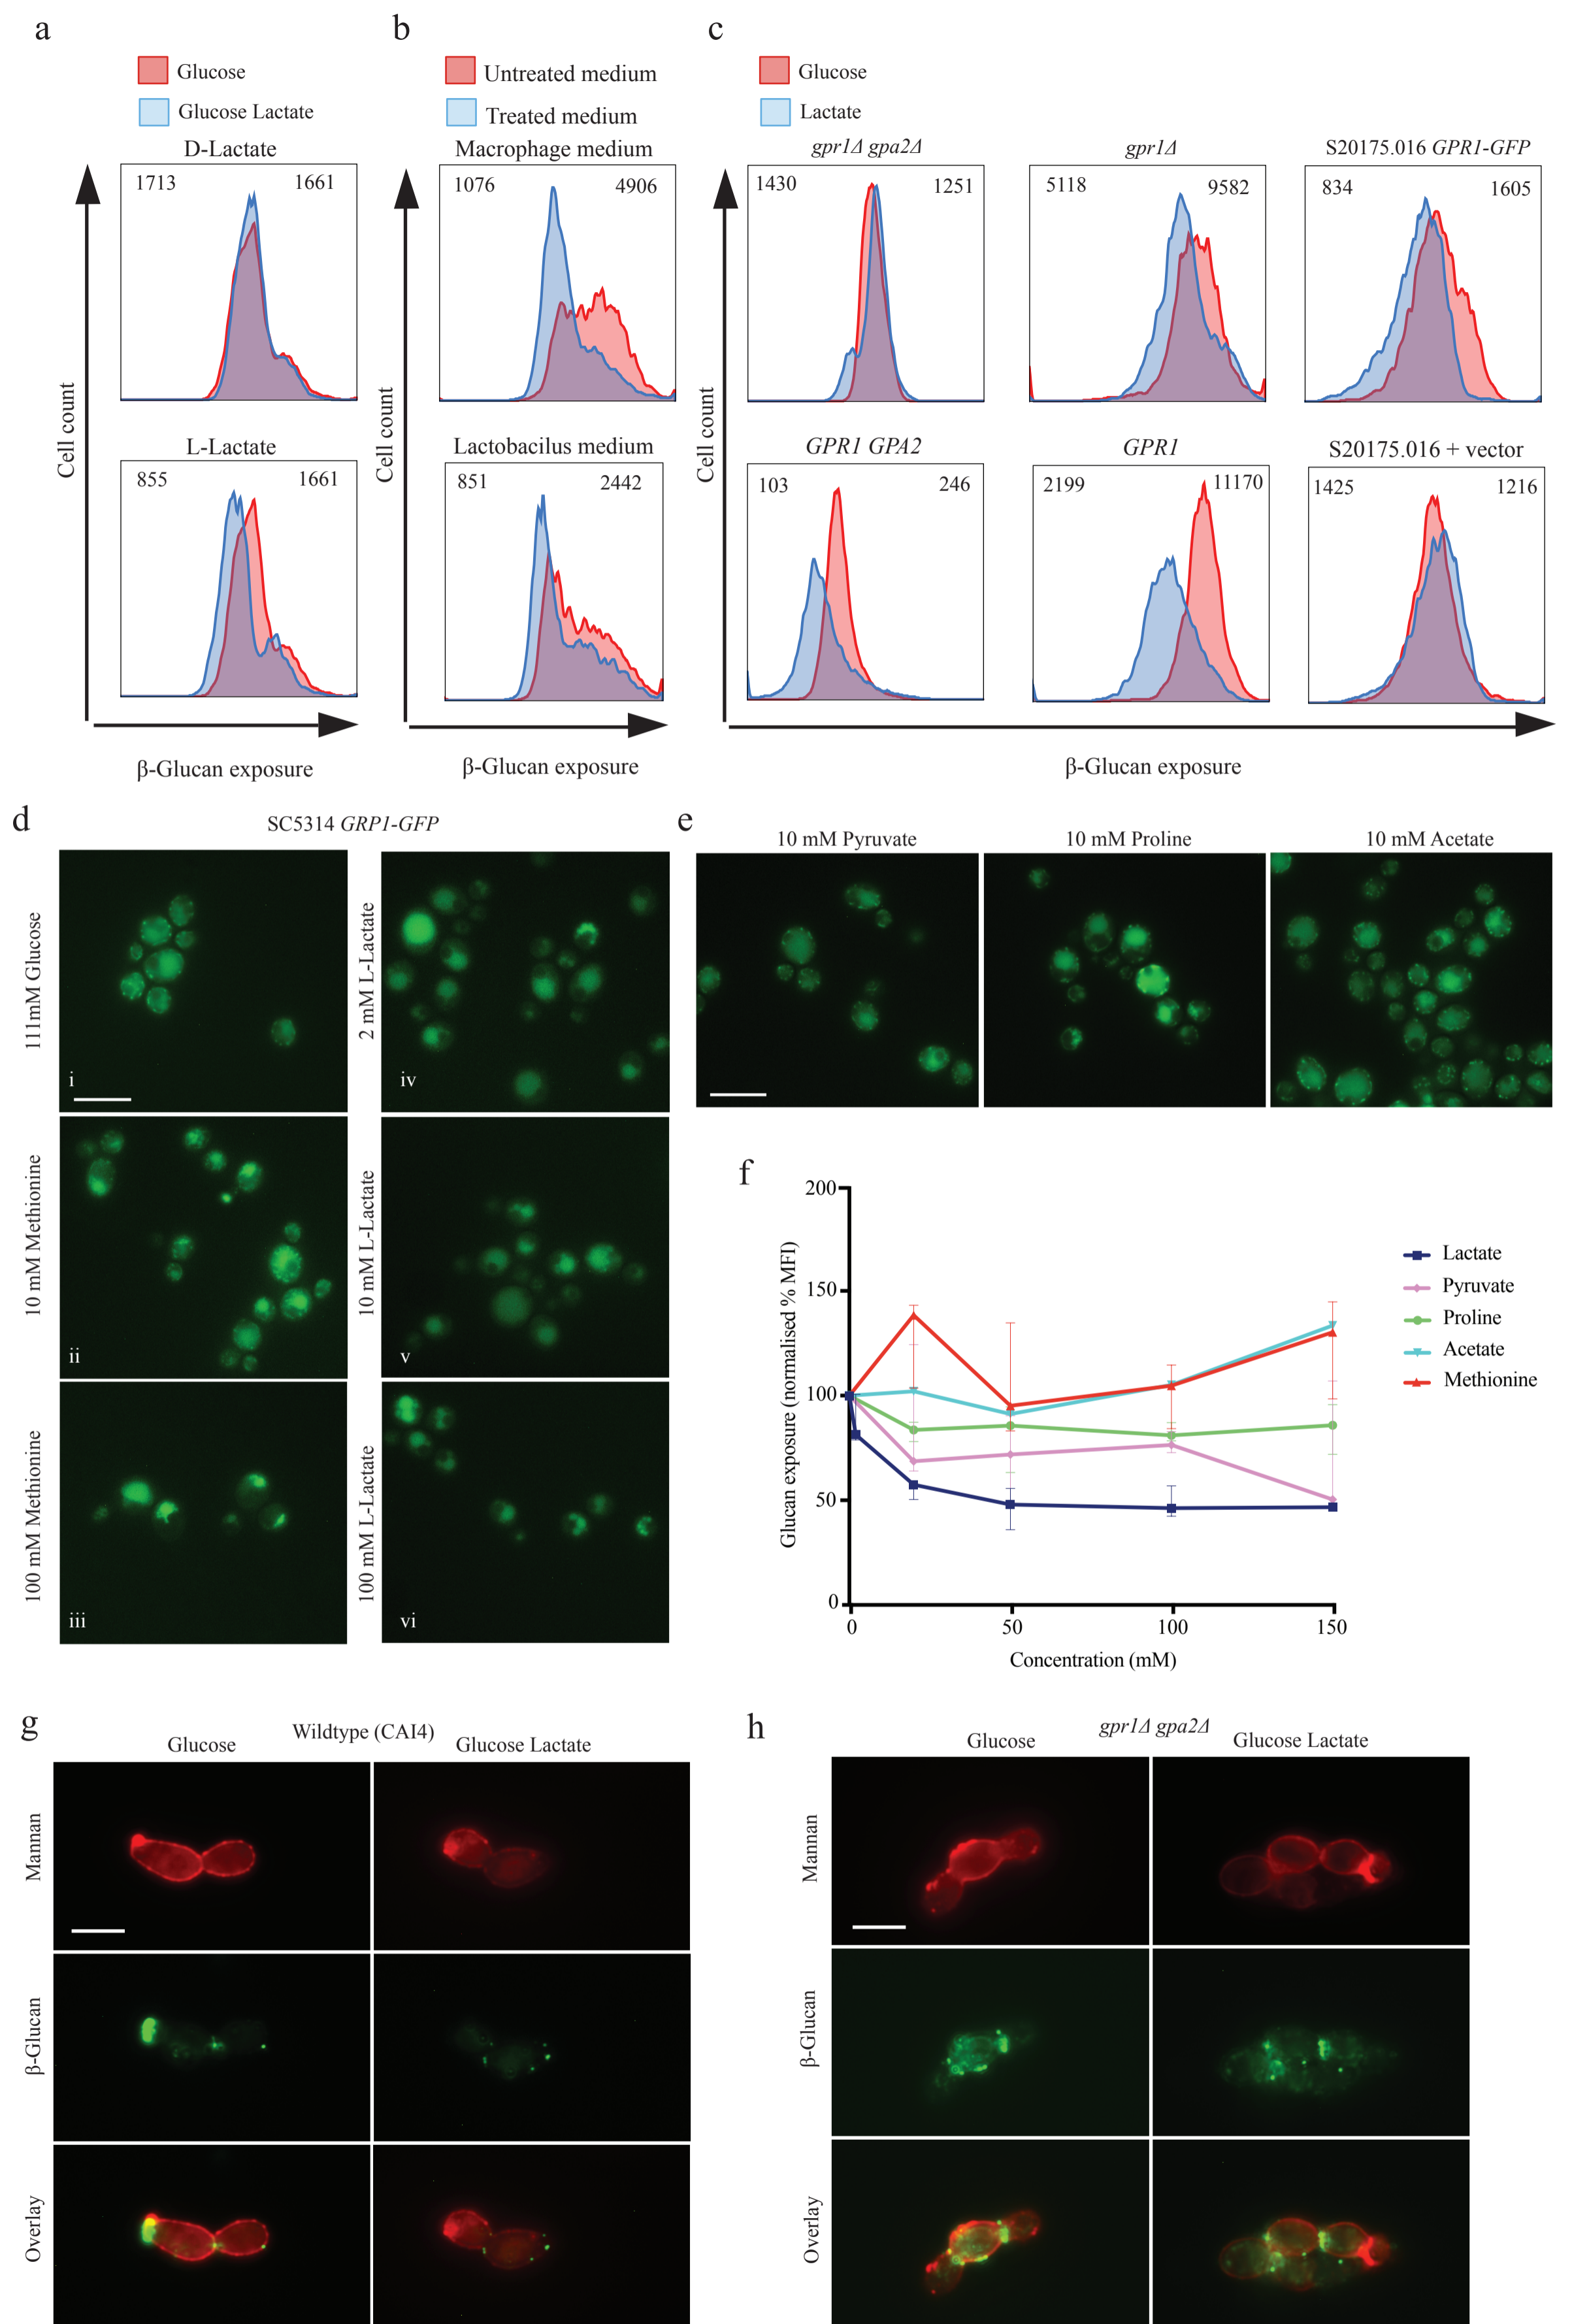 a
Glucose
Glucose Lactate
D-Lactate
1713 1661
L-Lactate
855 1661
Cell count
β-Glucan exposure
b
Untreated medium
Treated medium
Macrophage medium
1076 4906
Lactobacilus medium
851 2442
Cell count
β-Glucan exposure
c
Glucose
Lactate
gpr1Δ gpa2Δ
1430 1251
gpr1Δ
5118 9582
S20175.016 GPR1-GFP
834 1605
GPR1 GPA2
103 246
GPR1
2199 11170
S20175.016 + vector
1425 1216
Cell count
β-Glucan exposure
d
SC5314 GRP1-GFP
111mM Glucose
i
2 mM L-Lactate
iv
10 mM Methionine
ii
10 mM L-Lactate
v
100 mM Methionine
iii
100 mM L-Lactate
vi
e
10 mM Pyruvate
10 mM Proline
10 mM Acetate
f
Glucan exposure (normalised % MFI)
200
150
100
50
0
0 50 100 150
Concentration (mM)
Lactate
Pyruvate
Proline
Acetate
Methionine
g
Wildtype (CAI4)
Glucose
Glucose Lactate
Mannan
β-Glucan
Overlay
h
gpr1Δ gpa2Δ
Glucose
Glucose Lactate
Mannan
β-Glucan
Overlay